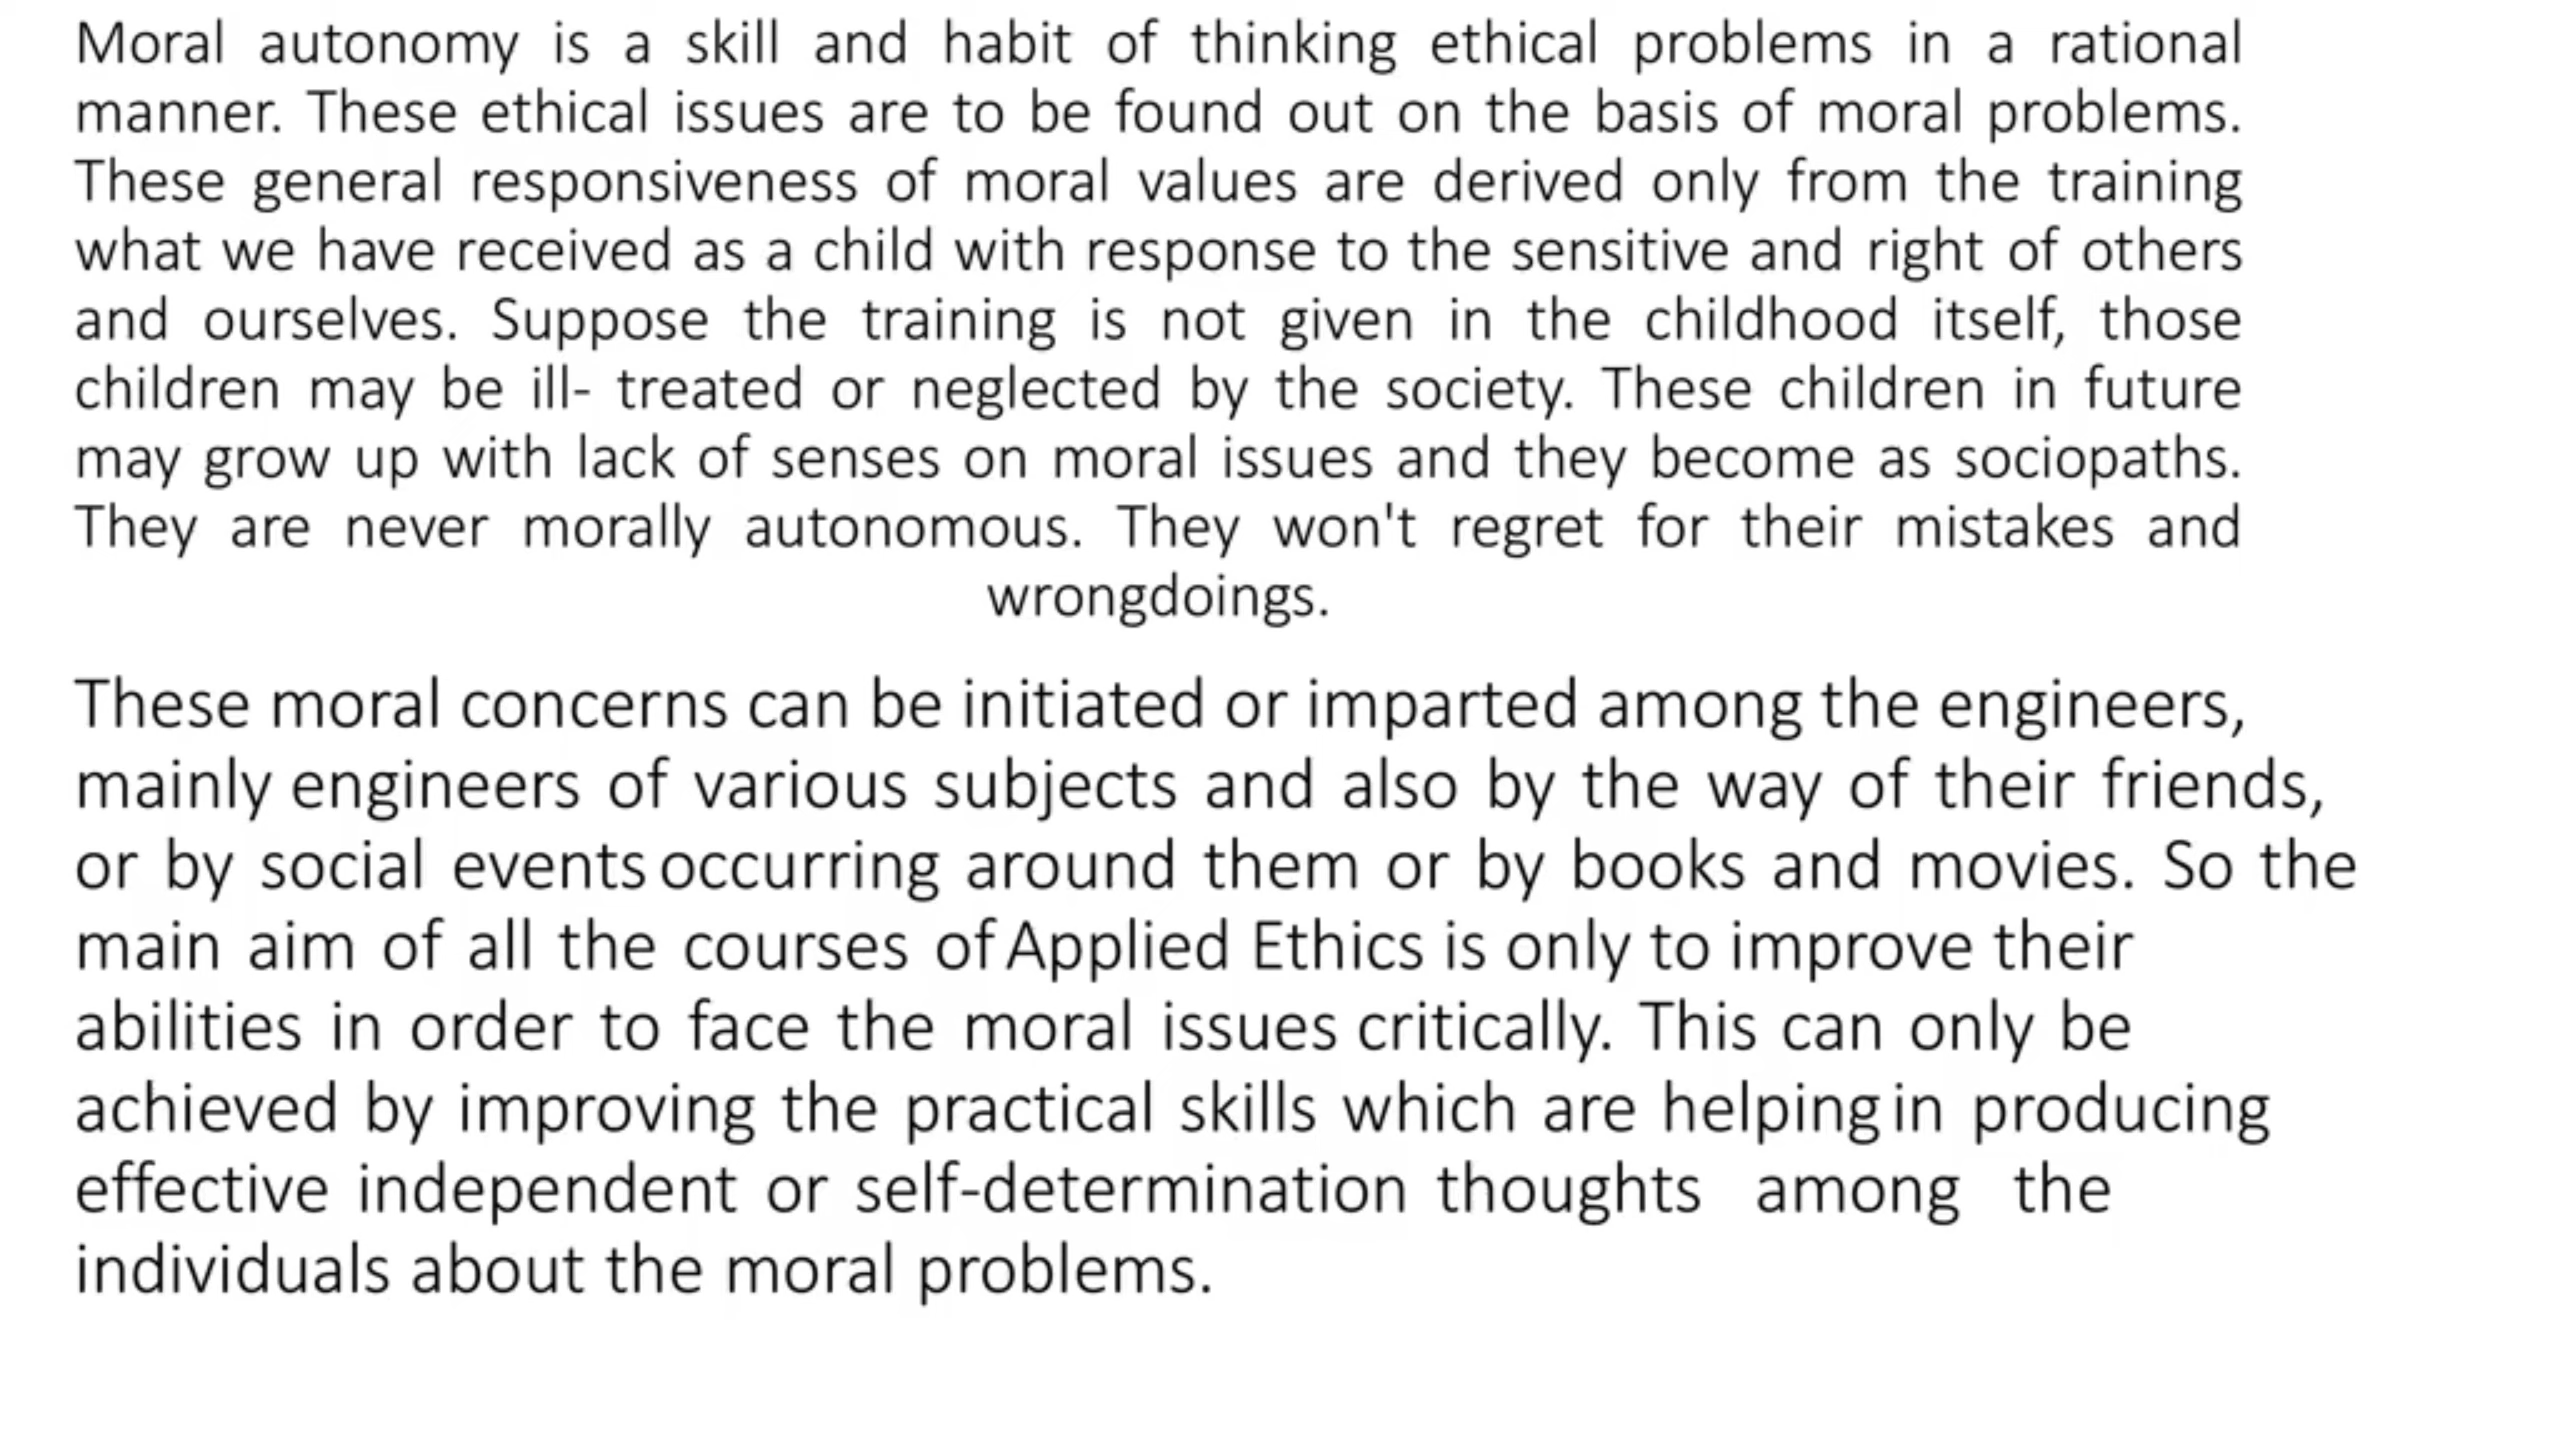 Moral autonomy is a skill and habit of thinking ethical problems in a rational
manner. These ethical issues are to be found out on the basis of moral problems.
These general responsiveness of moral values are derived only from the training
what we have received as a child with response to the sensitive and right of others
and ourselves. Suppose the training is not given in the childhood itself, those
children may be ill- treated or neglected by the society. These children in future
may grow up with lack of senses on moral issues and they become as sociopaths.
They are never morally autonomous. They won't regret for their mistakes and
wrongdoings.
These moral concerns can be initiated or imparted among the engineers,
mainly engineers of various subjects and also by the way of their friends,
or by social events occurring around them or by books and movies. So the
main aim of all the courses of Applied Ethics is only to improve their
abilities in order to face the moral issues critically. This can only be
achieved by improving the practical skills which are helping in producing
effective independent or self-determination thoughts among the
individuals about the moral problems.